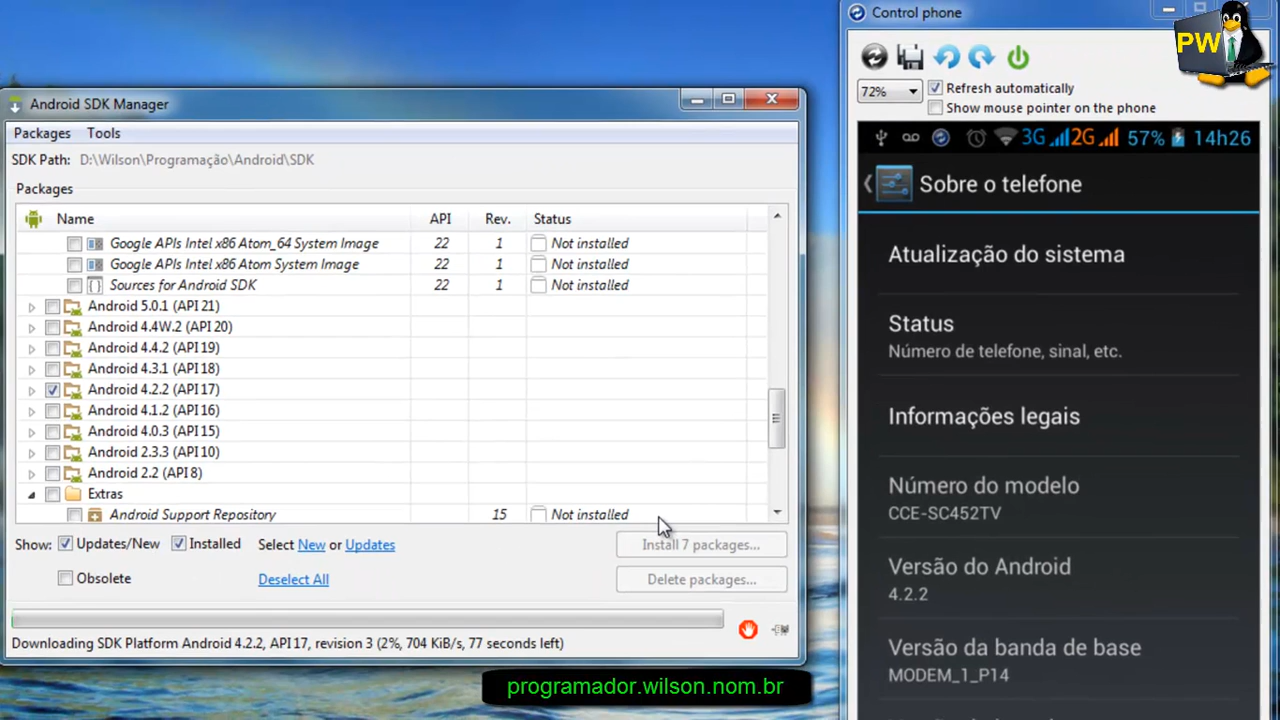 Control phone
PW
72%
Refresh automatically
Show mouse pointer on the phone
3G 2G 57% 14h26
Sobre o telefone
Atualização do sistema
Status
Número de telefone, sinal, etc.
Informações legais
Número do modelo
CCE-SC452TV
Versão do Android
4.2.2
Versão da banda de base
MODEM_1_P14
Android SDK Manager
Packages Tools
SDK Path: D:\Wilson\Programação\Android\SDK
Packages
Name API Rev. Status
Google APIs Intel x86 Atom_64 System Image 22 1 Not installed
Google APIs Intel x86 Atom System Image 22 1 Not installed
Sources for Android SDK 22 1 Not installed
Android 5.0.1 (API 21)
Android 4.4W.2 (API 20)
Android 4.4.2 (API 19)
Android 4.3.1 (API 18)
Android 4.2.2 (API 17)
Android 4.1.2 (API 16)
Android 4.0.3 (API 15)
Android 2.3.3 (API 10)
Android 2.2 (API 8)
Extras
Android Support Repository 15 Not installed
Show: Updates/New Installed Select New or Updates Install 7 packages...
Obsolete Deselect All Delete packages...
Downloading SDK Platform Android 4.2.2, API 17, revision 3 (2%, 704 KiB/s, 77 seconds left)
programador.wilson.nom.br